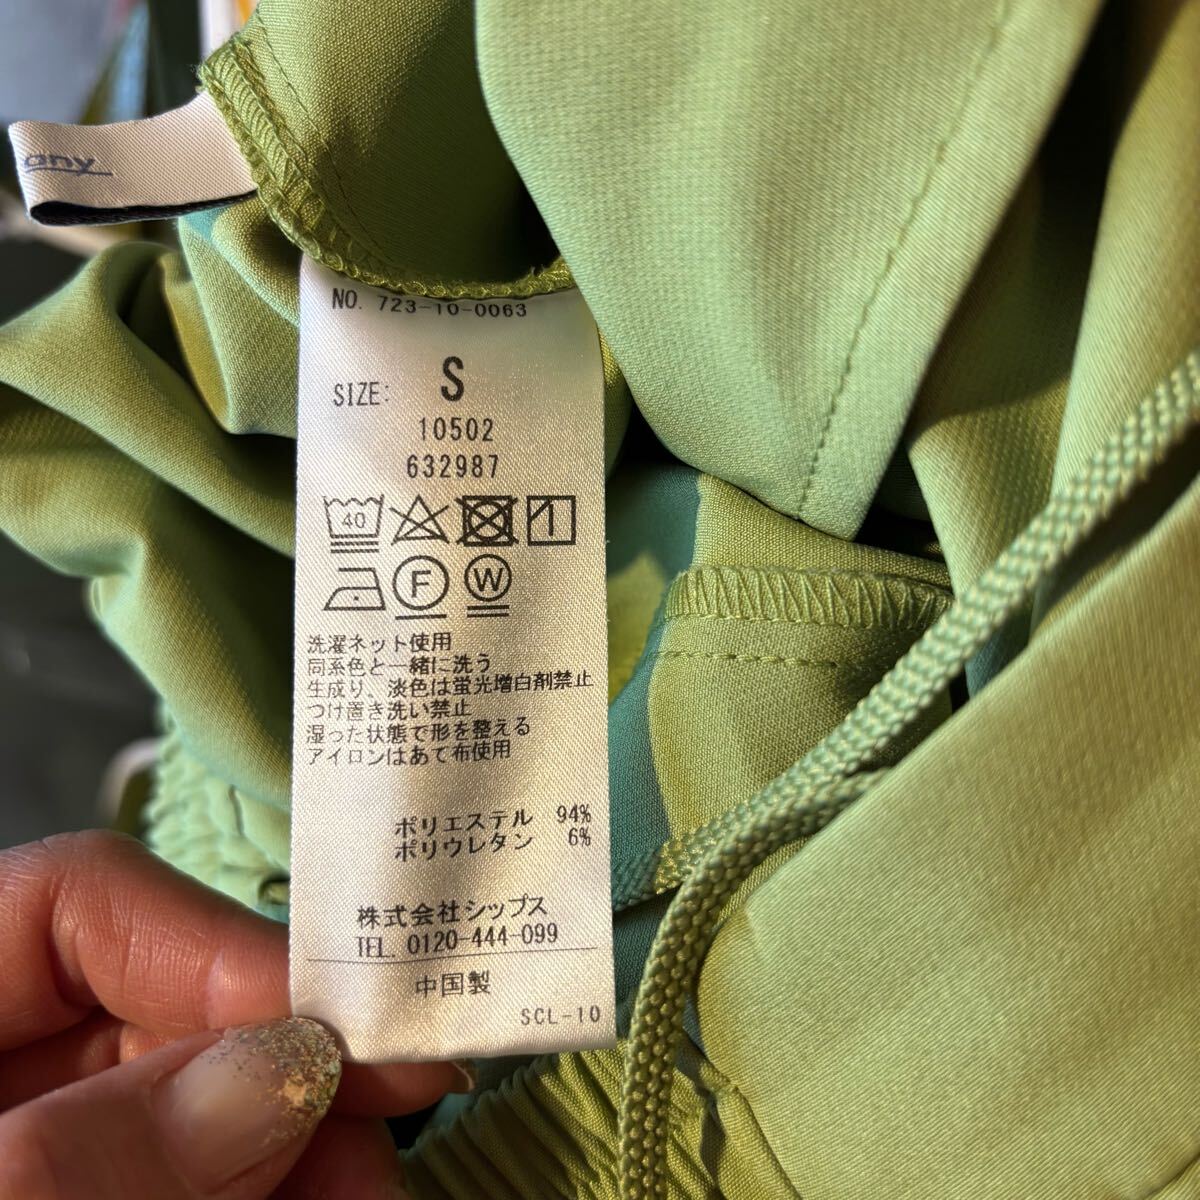 any
NO. 723-10-0063
SIZE: S
10502
632987
40
F W
洗濯ネット使用
同系色と一緒に洗う
生成り、淡色は蛍光増白剤禁止
つけ置き洗い禁止
湿った状態で形を整える
アイロンはあて布使用
ポリエステル 94%
ポリウレタン 6%
株式会社シップス
TEL. 0120-444-099
中国製
SCL-10